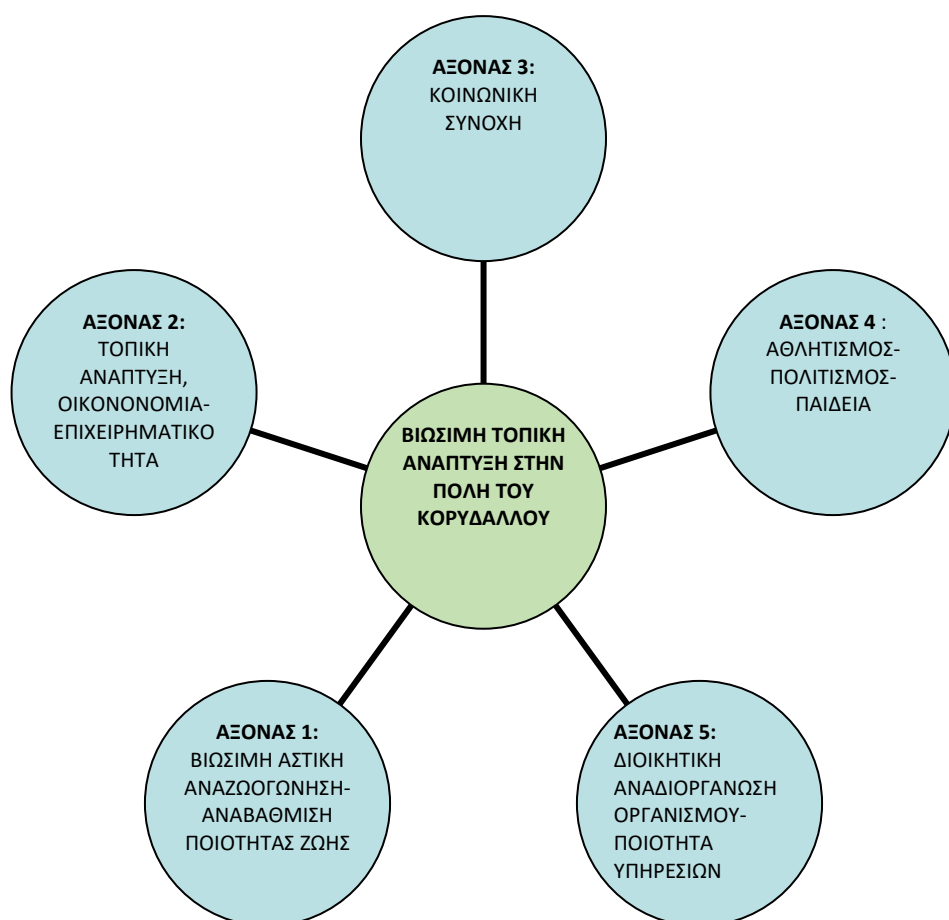 ΑΞΟΝΑΣ 3:
ΚΟΙΝΩΝΙΚΗ
ΣΥΝΟΧΗ
ΑΞΟΝΑΣ 2:
ΤΟΠΙΚΗ
ΑΝΑΠΤΥΞΗ,
ΟΙΚΟΝΟΝΟΜΙΑ-
ΕΠΙΧΕΙΡΗΜΑΤΙΚΟ
ΤΗΤΑ
ΑΞΟΝΑΣ 4 :
ΑΘΛΗΤΙΣΜΟΣ-
ΠΟΛΙΤΙΣΜΟΣ-
ΠΑΙΔΕΙΑ
ΒΙΩΣΙΜΗ ΤΟΠΙΚΗ
ΑΝΑΠΤΥΞΗ ΣΤΗΝ
ΠΟΛΗ ΤΟΥ
ΚΟΡΥΔΑΛΛΟΥ
ΑΞΟΝΑΣ 1:
ΒΙΩΣΙΜΗ ΑΣΤΙΚΗ
ΑΝΑΖΩΟΓΩΝΗΣΗ-
ΑΝΑΒΑΘΜΙΣΗ
ΠΟΙΟΤΗΤΑΣ ΖΩΗΣ
ΑΞΟΝΑΣ 5:
ΔΙΟΙΚΗΤΙΚΗ
ΑΝΑΔΙΟΡΓΑΝΩΣΗ
ΟΡΓΑΝΙΣΜΟΥ-
ΠΟΙΟΤΗΤΑ
ΥΠΗΡΕΣΙΩΝ